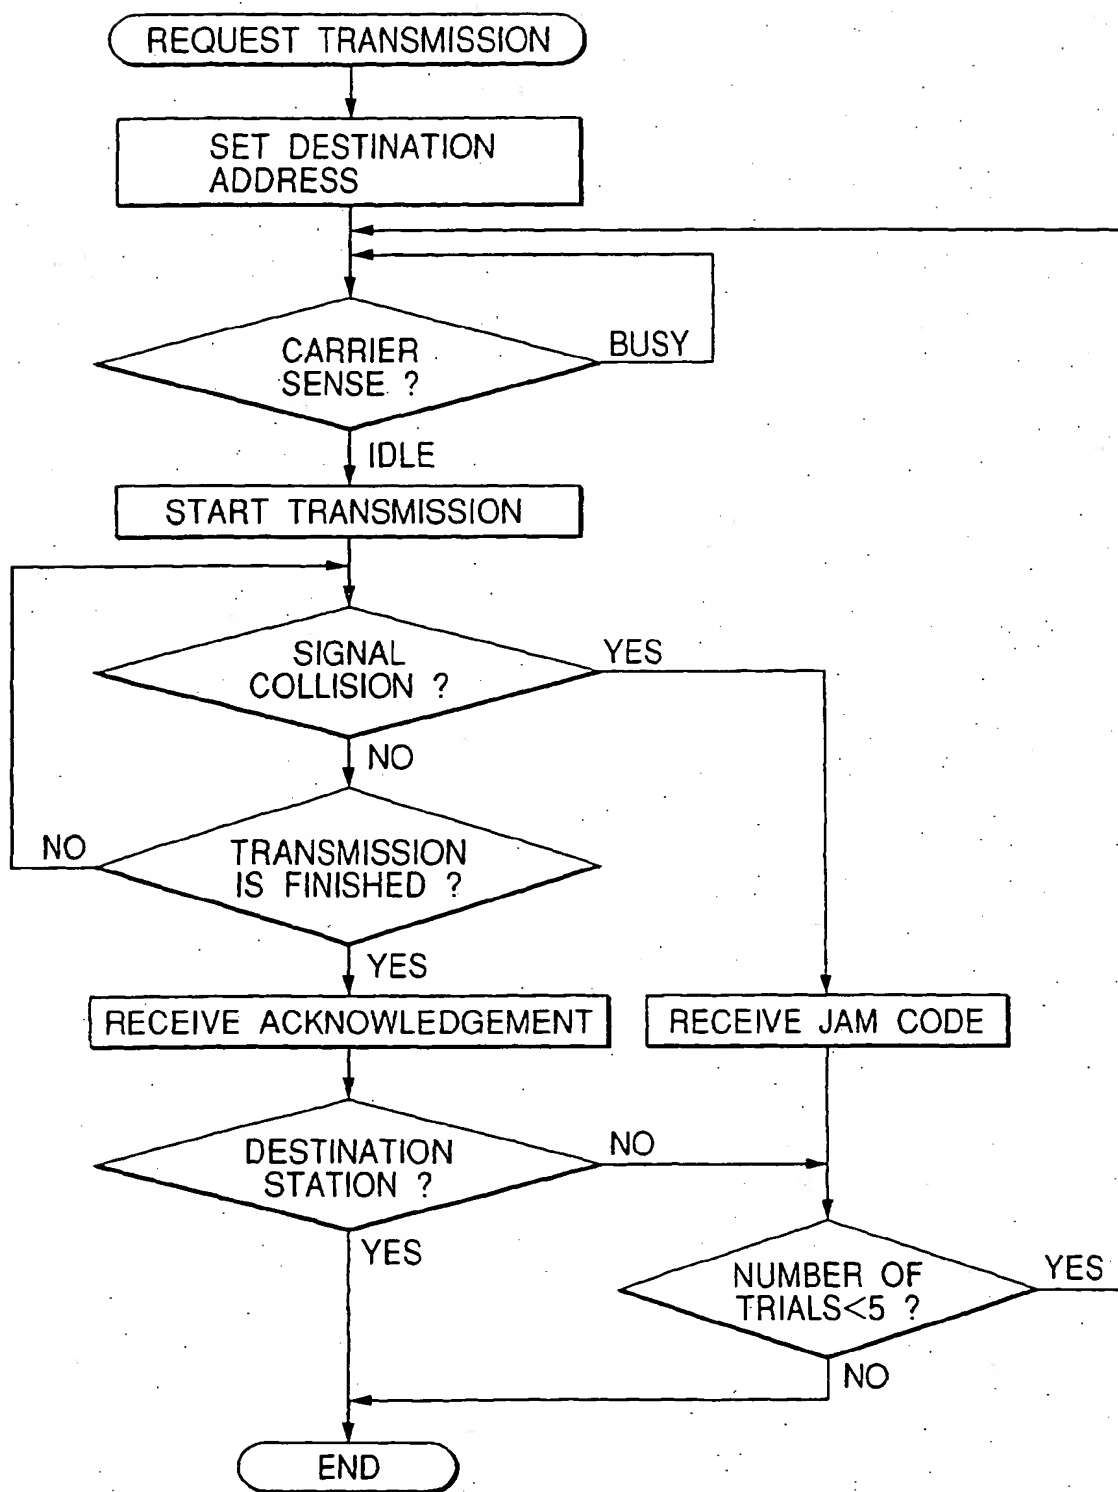 REQUEST TRANSMISSION
SET DESTINATION
ADDRESS
CARRIER
SENSE ?
BUSY
IDLE
START TRANSMISSION
SIGNAL
COLLISION ?
YES
NO
TRANSMISSION
IS FINISHED ?
NO
YES
RECEIVE ACKNOWLEDGEMENT
RECEIVE JAM CODE
DESTINATION
STATION ?
NO
YES
NUMBER OF
TRIALS<5 ?
YES
NO
END